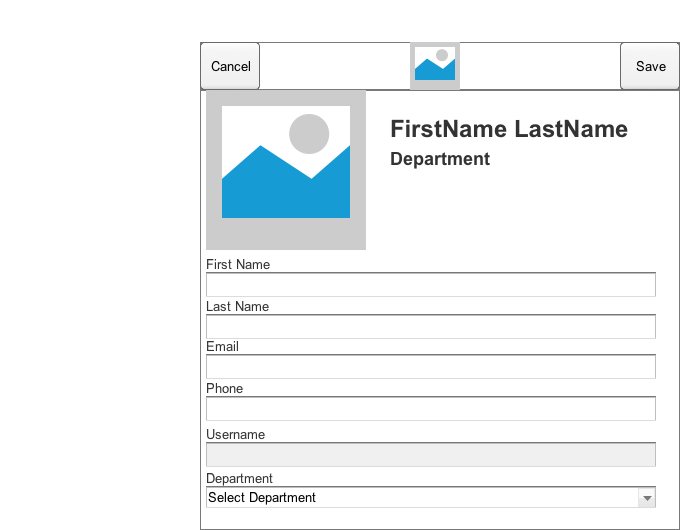 Cancel
Save
FirstName LastName
Department
First Name
Last Name
Email
Phone
Username
Department
Select Department